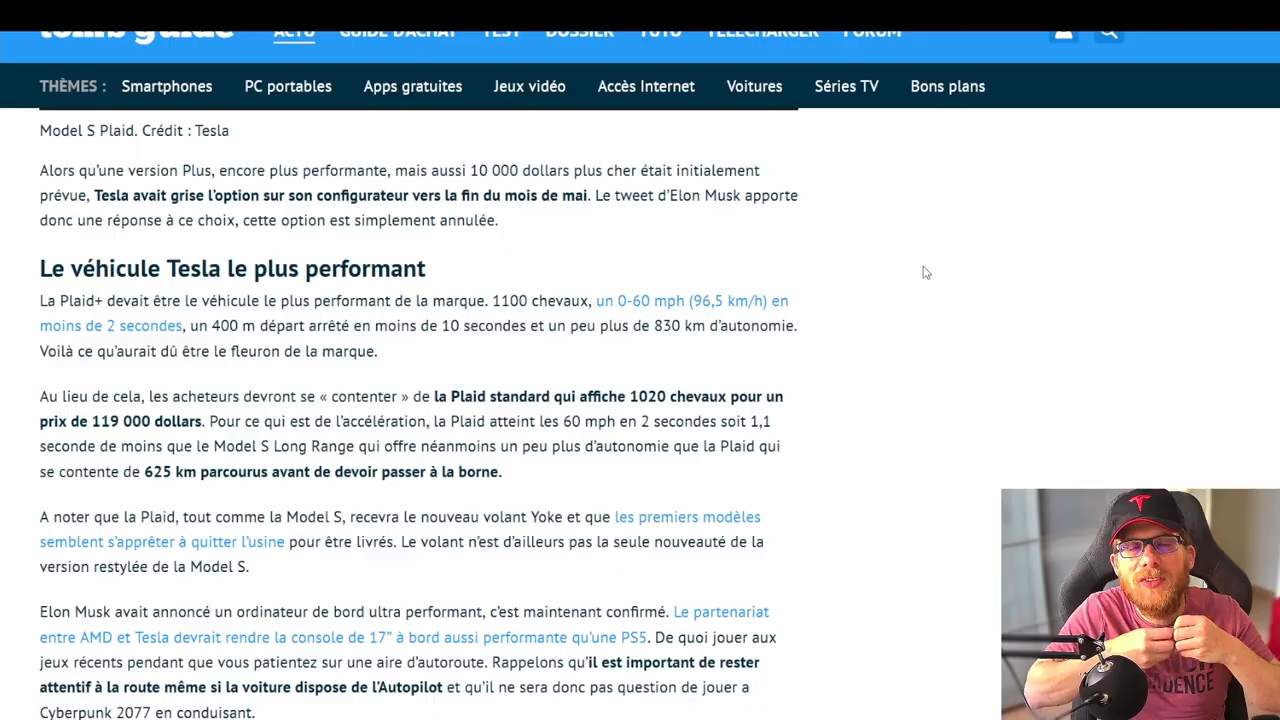 tom's guide
ACTU GUIDE D'ACHAT TEST DOSSIER TUTO TÉLÉCHARGER FORUM
THÈMES : Smartphones PC portables Apps gratuites Jeux vidéo Accès Internet Voitures Séries TV Bons plans
Model S Plaid. Crédit : Tesla
Alors qu'une version Plus, encore plus performante, mais aussi 10 000 dollars plus cher était initialement
prévue, Tesla avait grise l'option sur son configurateur vers la fin du mois de mai. Le tweet d'Elon Musk apporte
donc une réponse à ce choix, cette option est simplement annulée.
Le véhicule Tesla le plus performant
La Plaid+ devait être le véhicule le plus performant de la marque. 1100 chevaux, un 0-60 mph (96,5 km/h) en
moins de 2 secondes, un 400 m départ arrêté en moins de 10 secondes et un peu plus de 830 km d'autonomie.
Voilà ce qu'aurait dû être le fleuron de la marque.
Au lieu de cela, les acheteurs devront se « contenter » de la Plaid standard qui affiche 1020 chevaux pour un
prix de 119 000 dollars. Pour ce qui est de l'accélération, la Plaid atteint les 60 mph en 2 secondes soit 1,1
seconde de moins que le Model S Long Range qui offre néanmoins un peu plus d'autonomie que la Plaid qui
se contente de 625 km parcourus avant de devoir passer à la borne.
A noter que la Plaid, tout comme la Model S, recevra le nouveau volant Yoke et que les premiers modèles
semblent s'apprêter à quitter l'usine pour être livrés. Le volant n'est d'ailleurs pas la seule nouveauté de la
version restylée de la Model S.
Elon Musk avait annoncé un ordinateur de bord ultra performant, c'est maintenant confirmé. Le partenariat
entre AMD et Tesla devrait rendre la console de 17" à bord aussi performante qu'une PS5. De quoi jouer aux
jeux récents pendant que vous patientez sur une aire d'autoroute. Rappelons qu'il est important de rester
attentif à la route même si la voiture dispose de l'Autopilot et qu'il ne sera donc pas question de jouer a
Cyberpunk 2077 en conduisant.